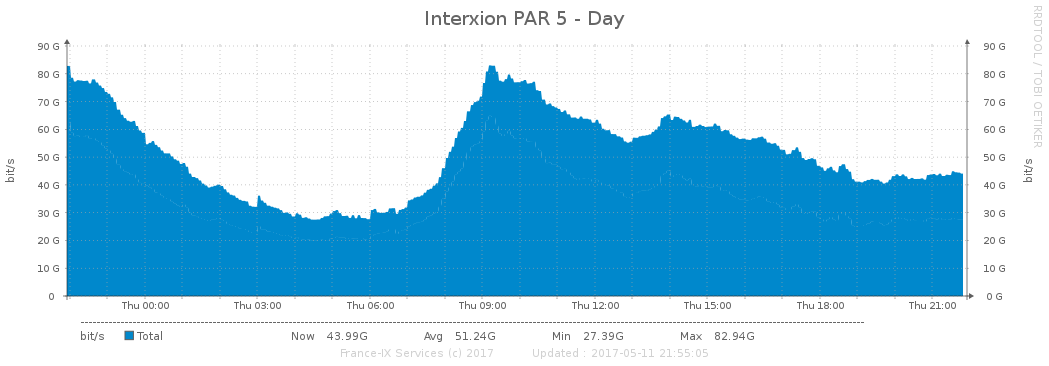 Interxion PAR 5 - Day
RRDTOOL / TOBI OETIKER
90 G 90 G
80 G 80 G
70 G 70 G
60 G 60 G
50 G 50 G
40 G 40 G
30 G 30 G
20 G 20 G
10 G 10 G
0 0 G
bit/s bit/s
Thu 00:00 Thu 03:00 Thu 06:00 Thu 09:00 Thu 12:00 Thu 15:00 Thu 18:00 Thu 21:00
bit/s Total Now 43.99G Avg 51.24G Min 27.39G Max 82.94G
France-IX Services (c) 2017 Updated : 2017-05-11 21:55:05